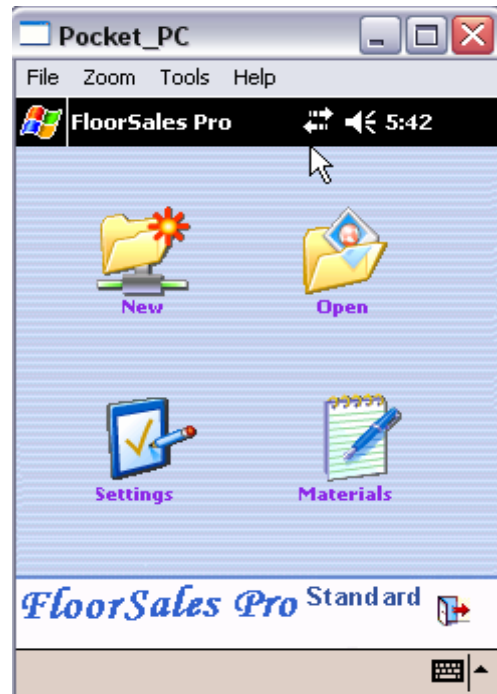 Pocket_PC
File Zoom Tools Help
FloorSales Pro 5:42
New Open
Settings Materials
FloorSales Pro Standard